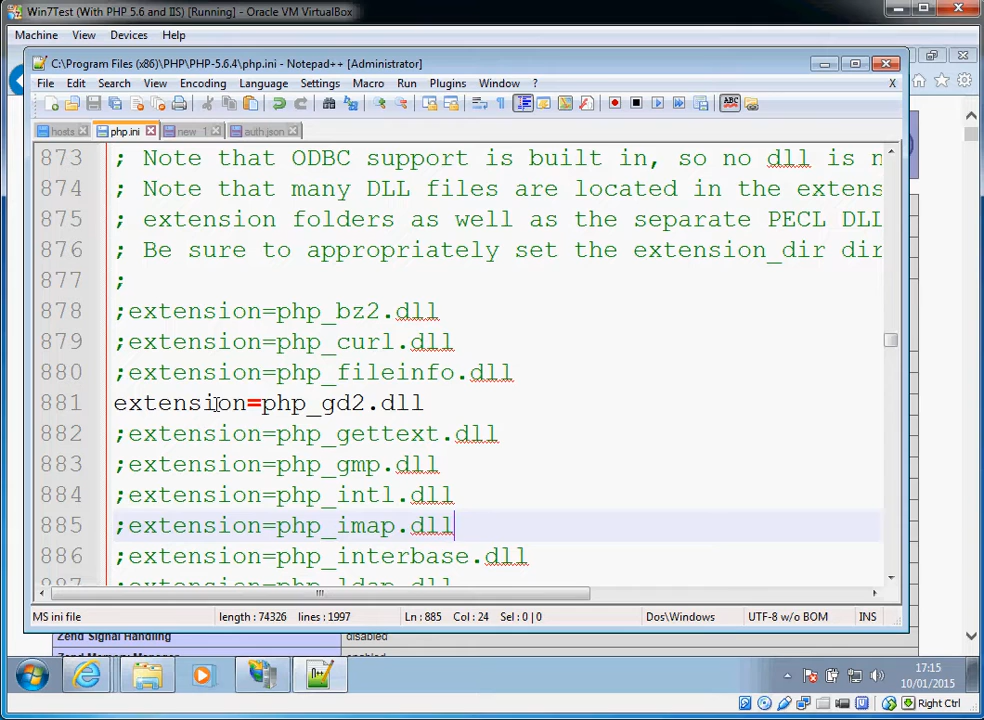 Win7Test (With PHP 5.6 and IIS) [Running] - Oracle VM VirtualBox
Machine View Devices Help
C:\Program Files (x86)\PHP\PHP-5.6.4\php.ini - Notepad++ [Administrator]
File Edit Search View Encoding Language Settings Macro Run Plugins Window ? X
hosts php.ini new 1 auth.json
873 ; Note that ODBC support is built in, so no dll is n
874 ; Note that many DLL files are located in the extens
875 ; extension folders as well as the separate PECL DLL
876 ; Be sure to appropriately set the extension_dir dir
877 ;
878 ;extension=php_bz2.dll
879 ;extension=php_curl.dll
880 ;extension=php_fileinfo.dll
881 extension=php_gd2.dll
882 ;extension=php_gettext.dll
883 ;extension=php_gmp.dll
884 ;extension=php_intl.dll
885 ;extension=php_imap.dll
886 ;extension=php_interbase.dll
887 ;extension=php_ldap.dll
MS ini file length : 74326 lines : 1997 Ln : 885 Col : 24 Sel : 0 | 0 Dos\Windows UTF-8 w/o BOM INS
Zend Signal Handling disabled
Zend Memory Manager enabled
17:15
10/01/2015
Right Ctrl